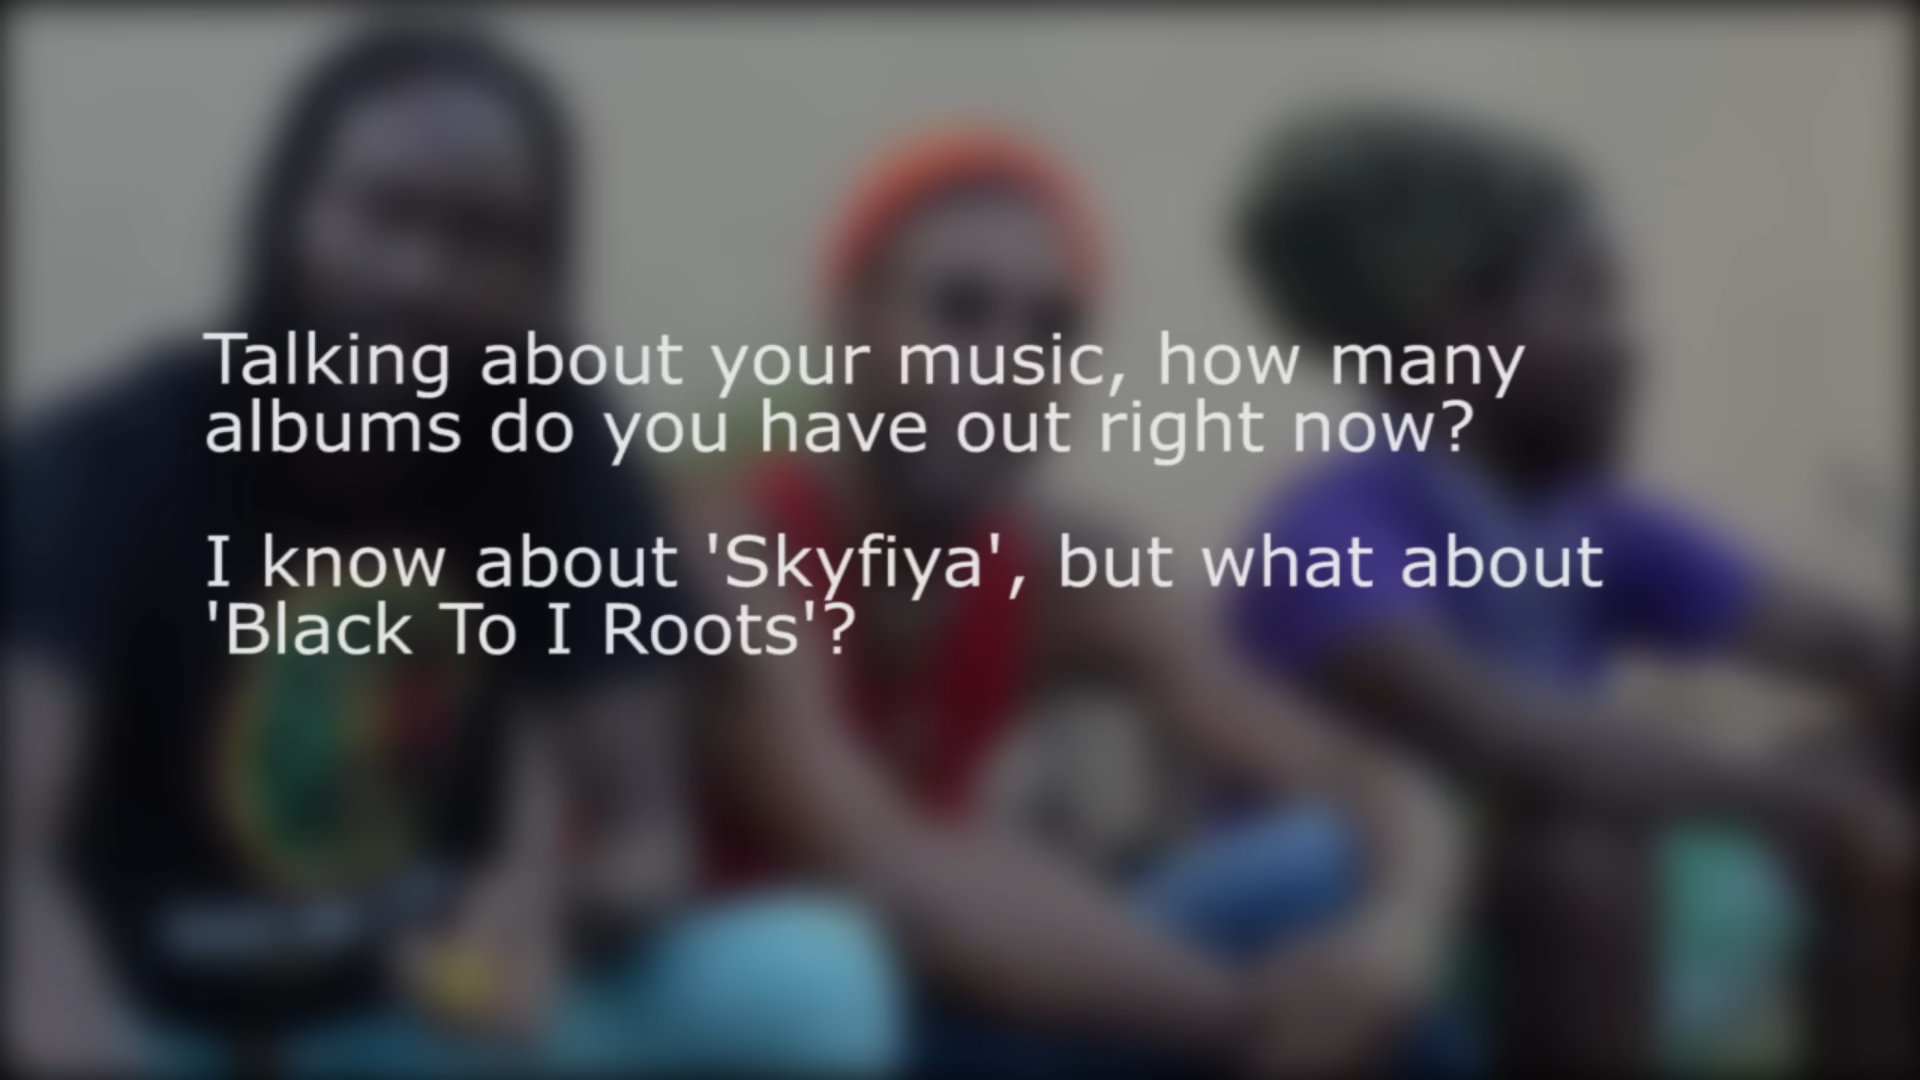 Talking about your music, how many
albums do you have out right now?
I know about 'Skyfiya', but what about
'Black To I Roots'?